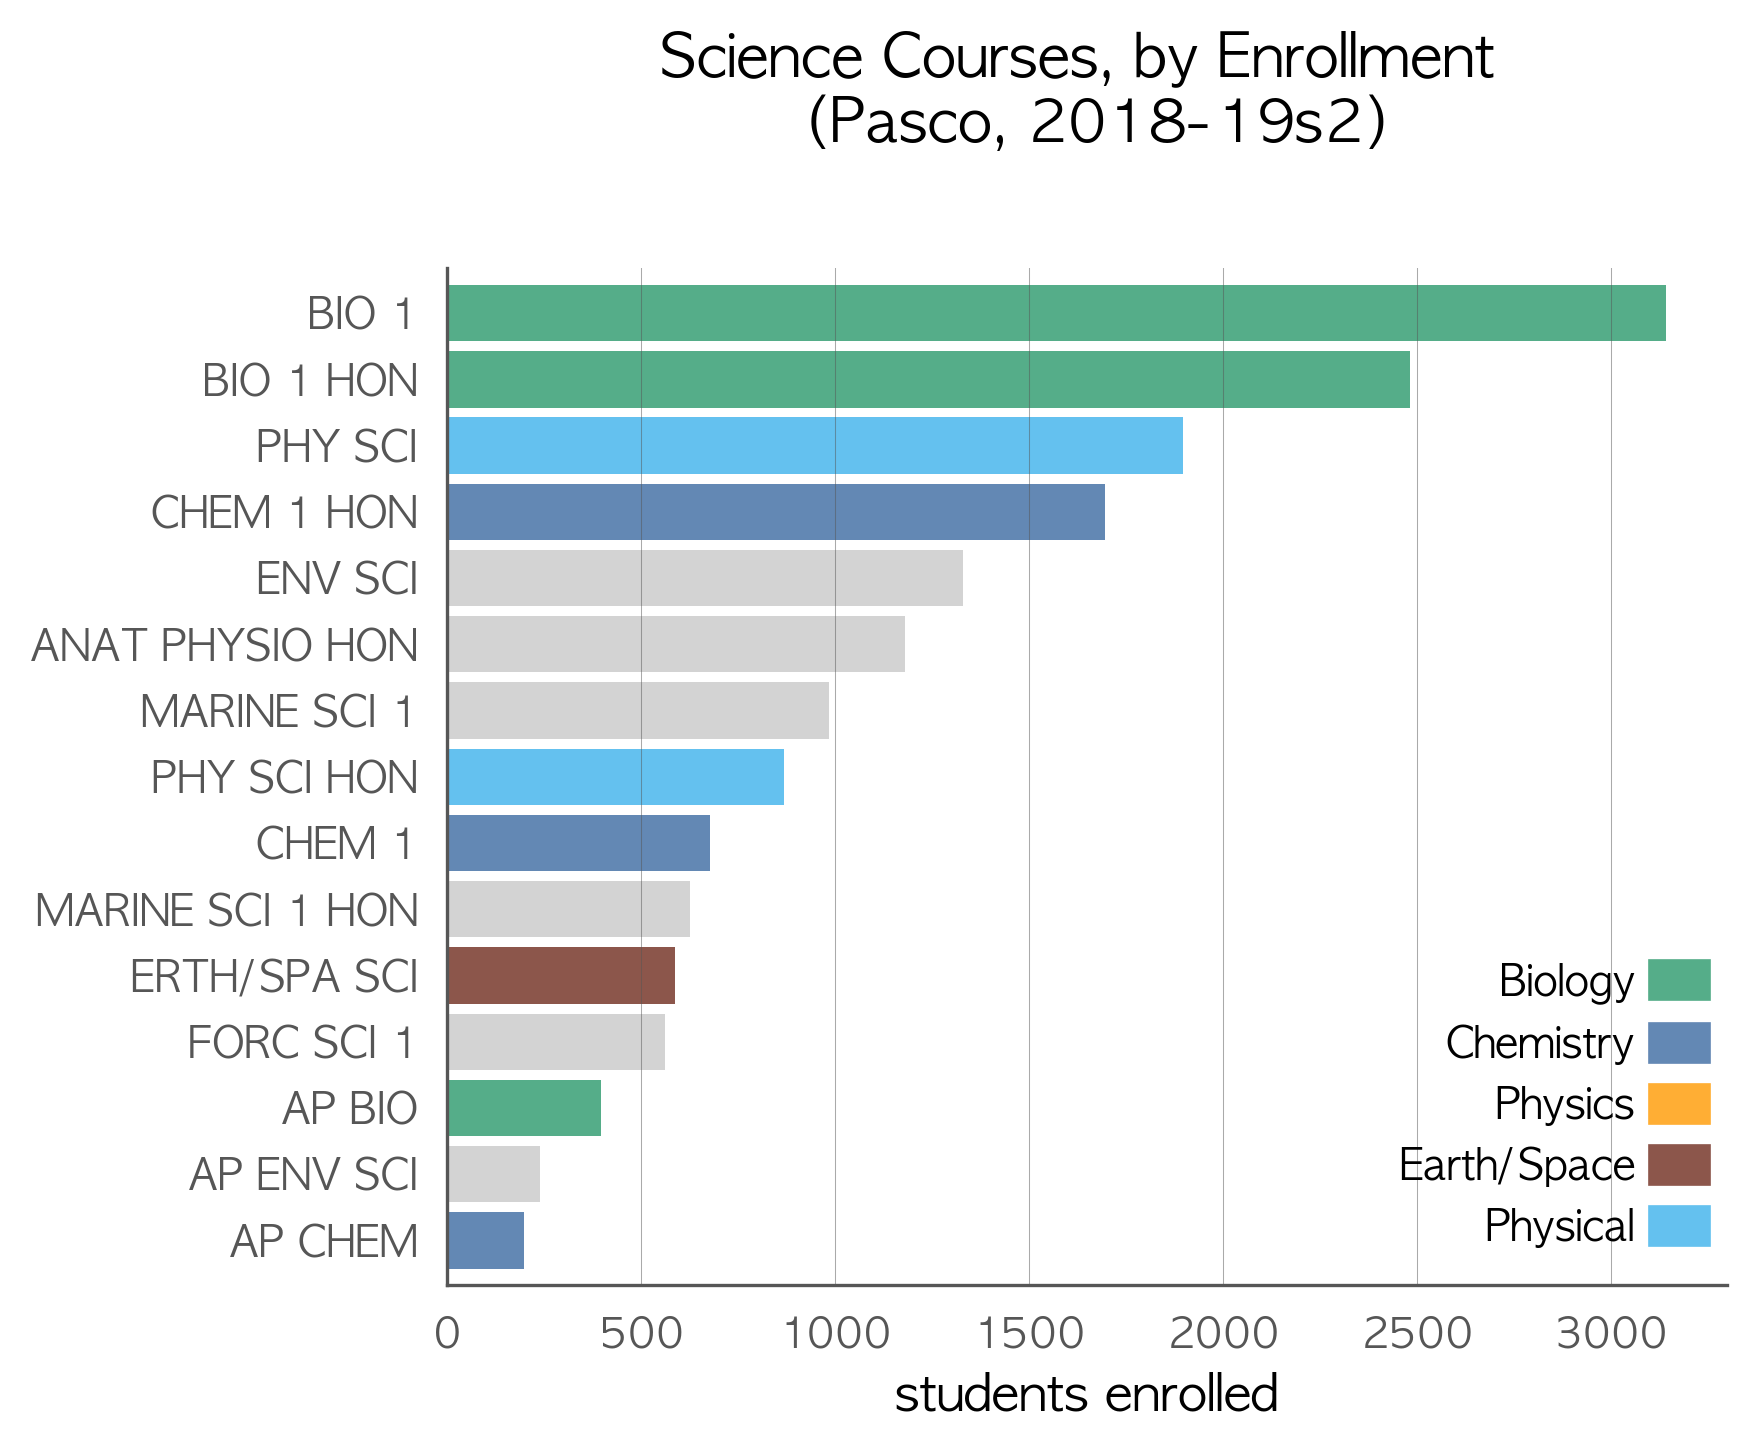 Science Courses, by Enrollment
(Pasco, 2018-19s2)
BIO 1
BIO 1 HON
PHY SCI
CHEM 1 HON
ENV SCI
ANAT PHYSIO HON
MARINE SCI 1
PHY SCI HON
CHEM 1
MARINE SCI 1 HON
ERTH/SPA SCI
FORC SCI 1
AP BIO
AP ENV SCI
AP CHEM
Biology
Chemistry
Physics
Earth/Space
Physical
0 500 1000 1500 2000 2500 3000
students enrolled